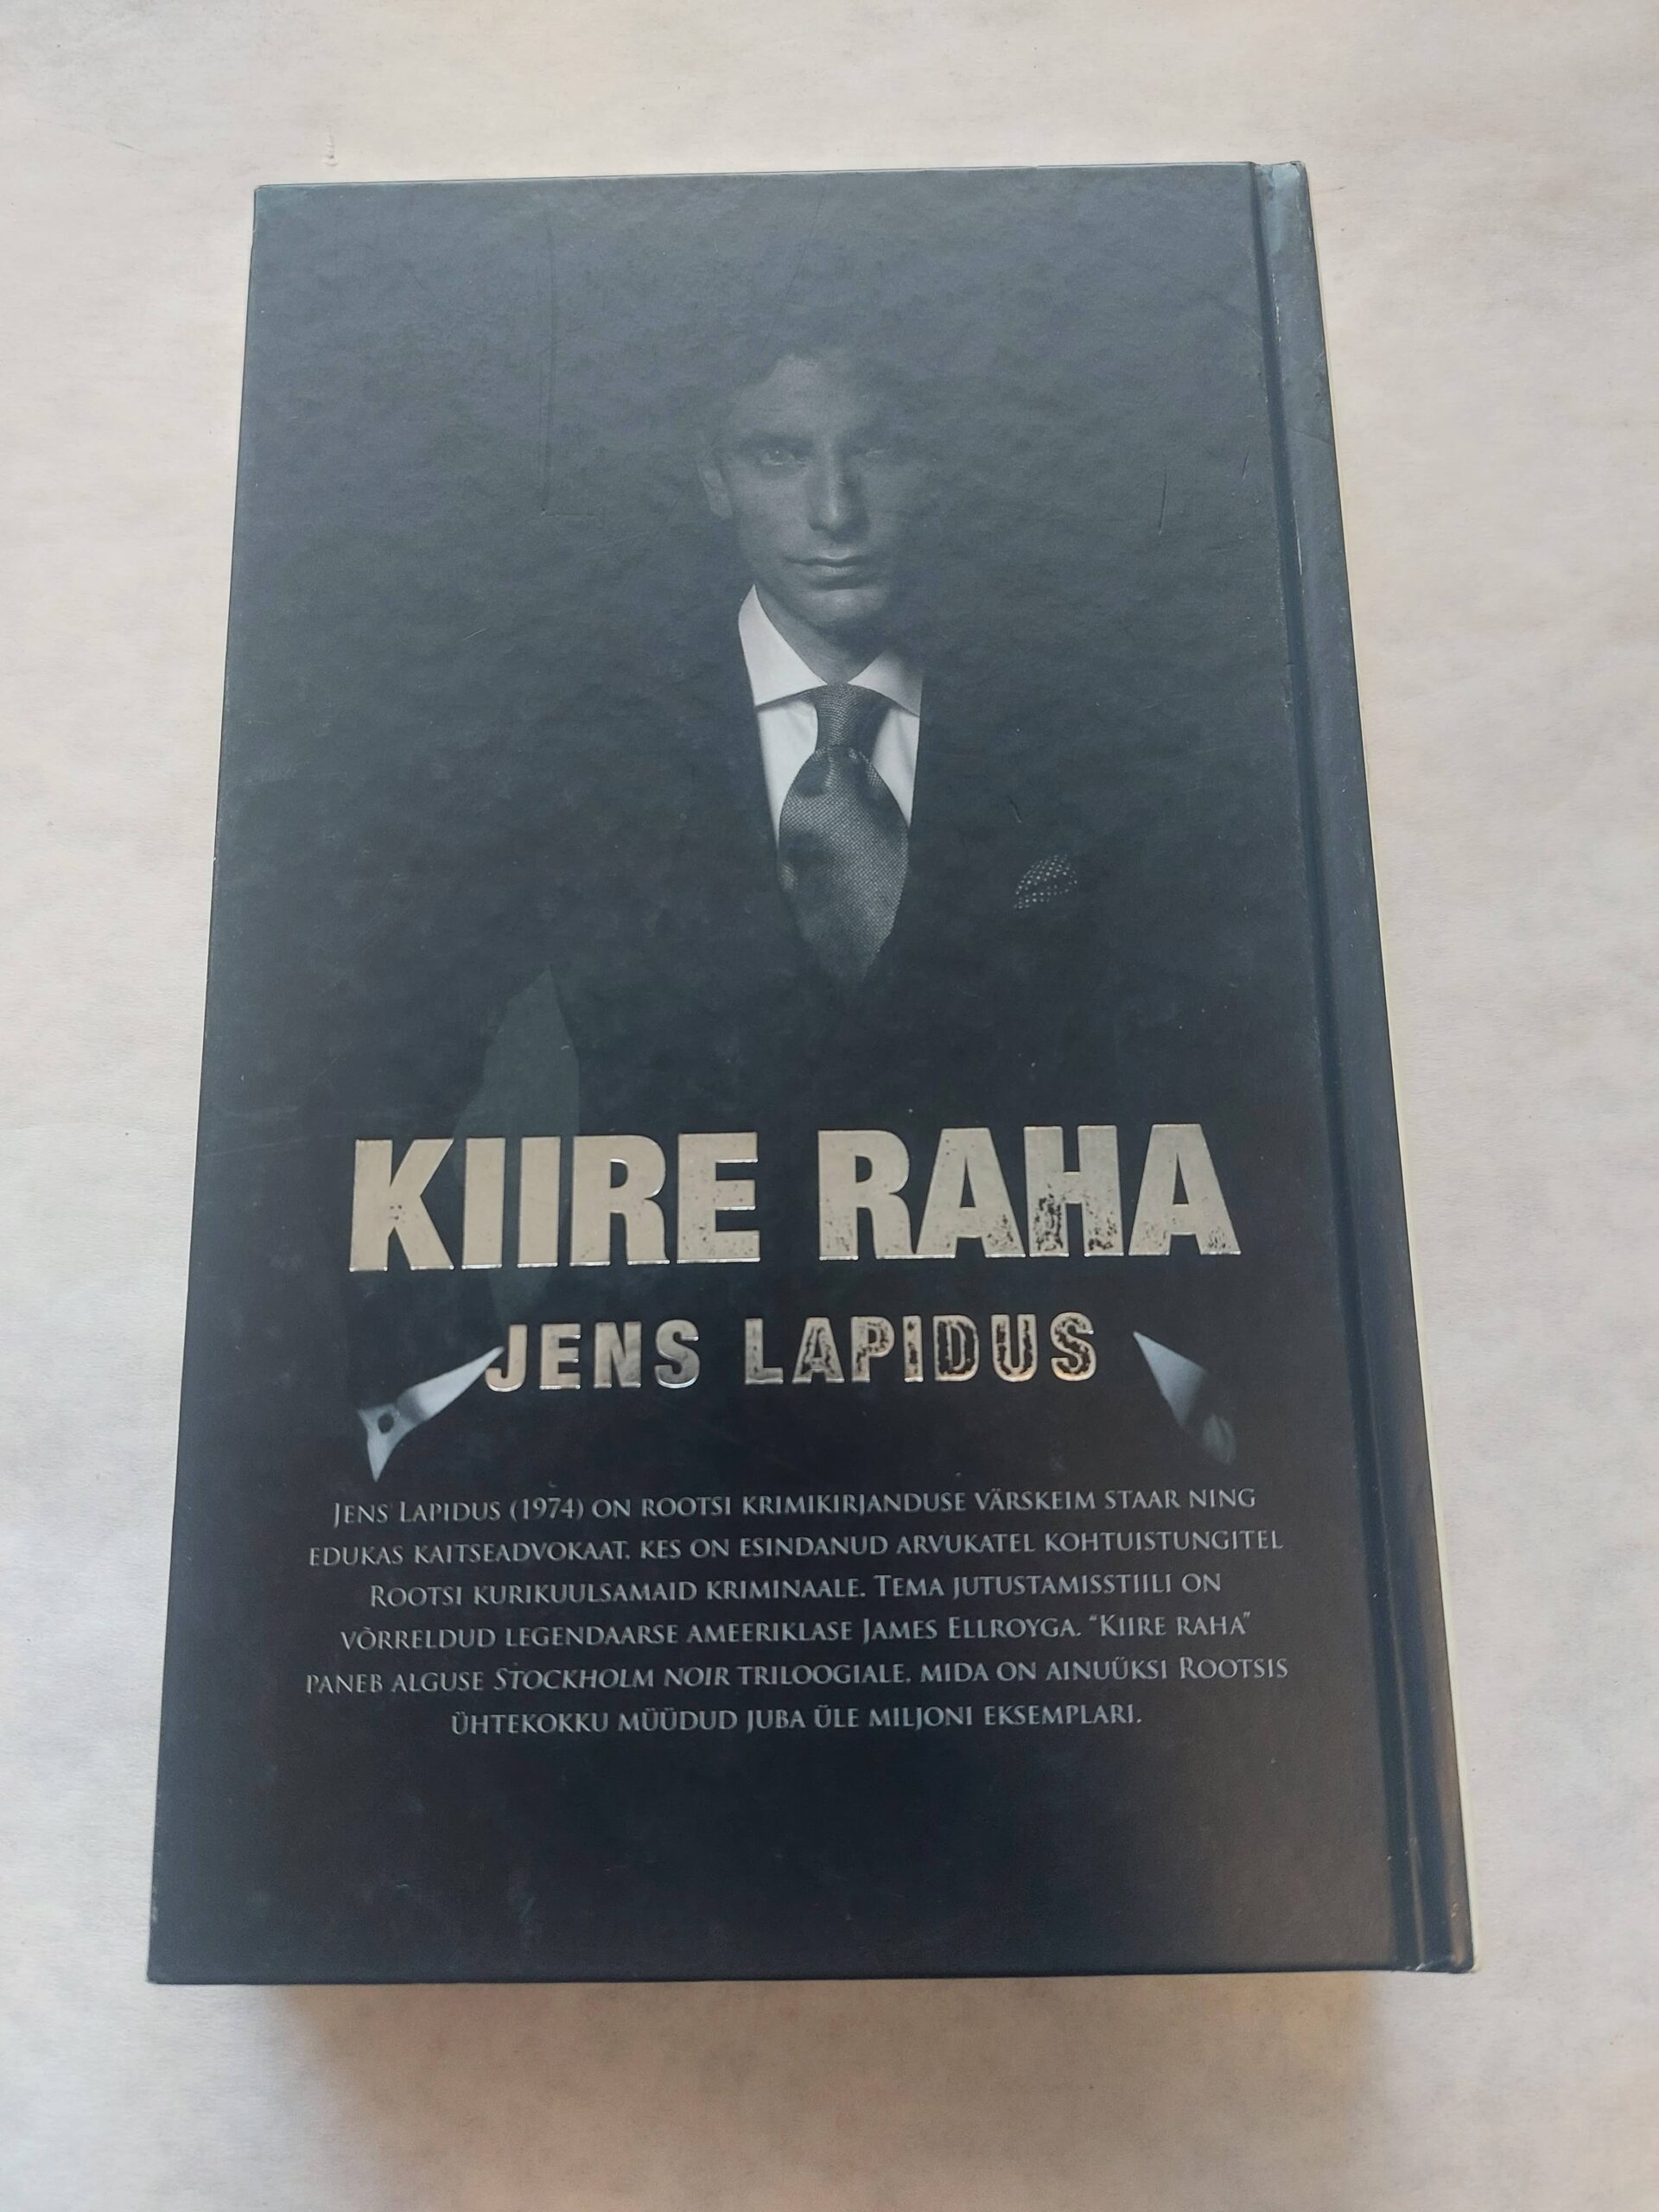 KIIRE RAHA
JENS LAPIDUS
JENS LAPIDUS (1974) ON ROOTSI KRIMIKIRJANDUSE VÄRSKEIM STAAR NING
EDUKAS KAITSEADVOKAAT, KES ON ESINDANUD ARVUKATEL KOHTUISTUNGITEL
ROOTSI KURIKUULSAMAID KRIMINAALE. TEMA JUTUSTAMISSTIILI ON
VÕRRELDUD LEGENDAARSE AMEERIKLASE JAMES ELLROYGA. "KIIRE RAHA"
PANEB ALGUSE STOCKHOLM NOIR TRILOOGIALE, MIDA ON AINUÜKSI ROOTSIS
ÜHTEKOKKU MÜÜDUD JUBA ÜLE MILJONI EKSEMPLARI.